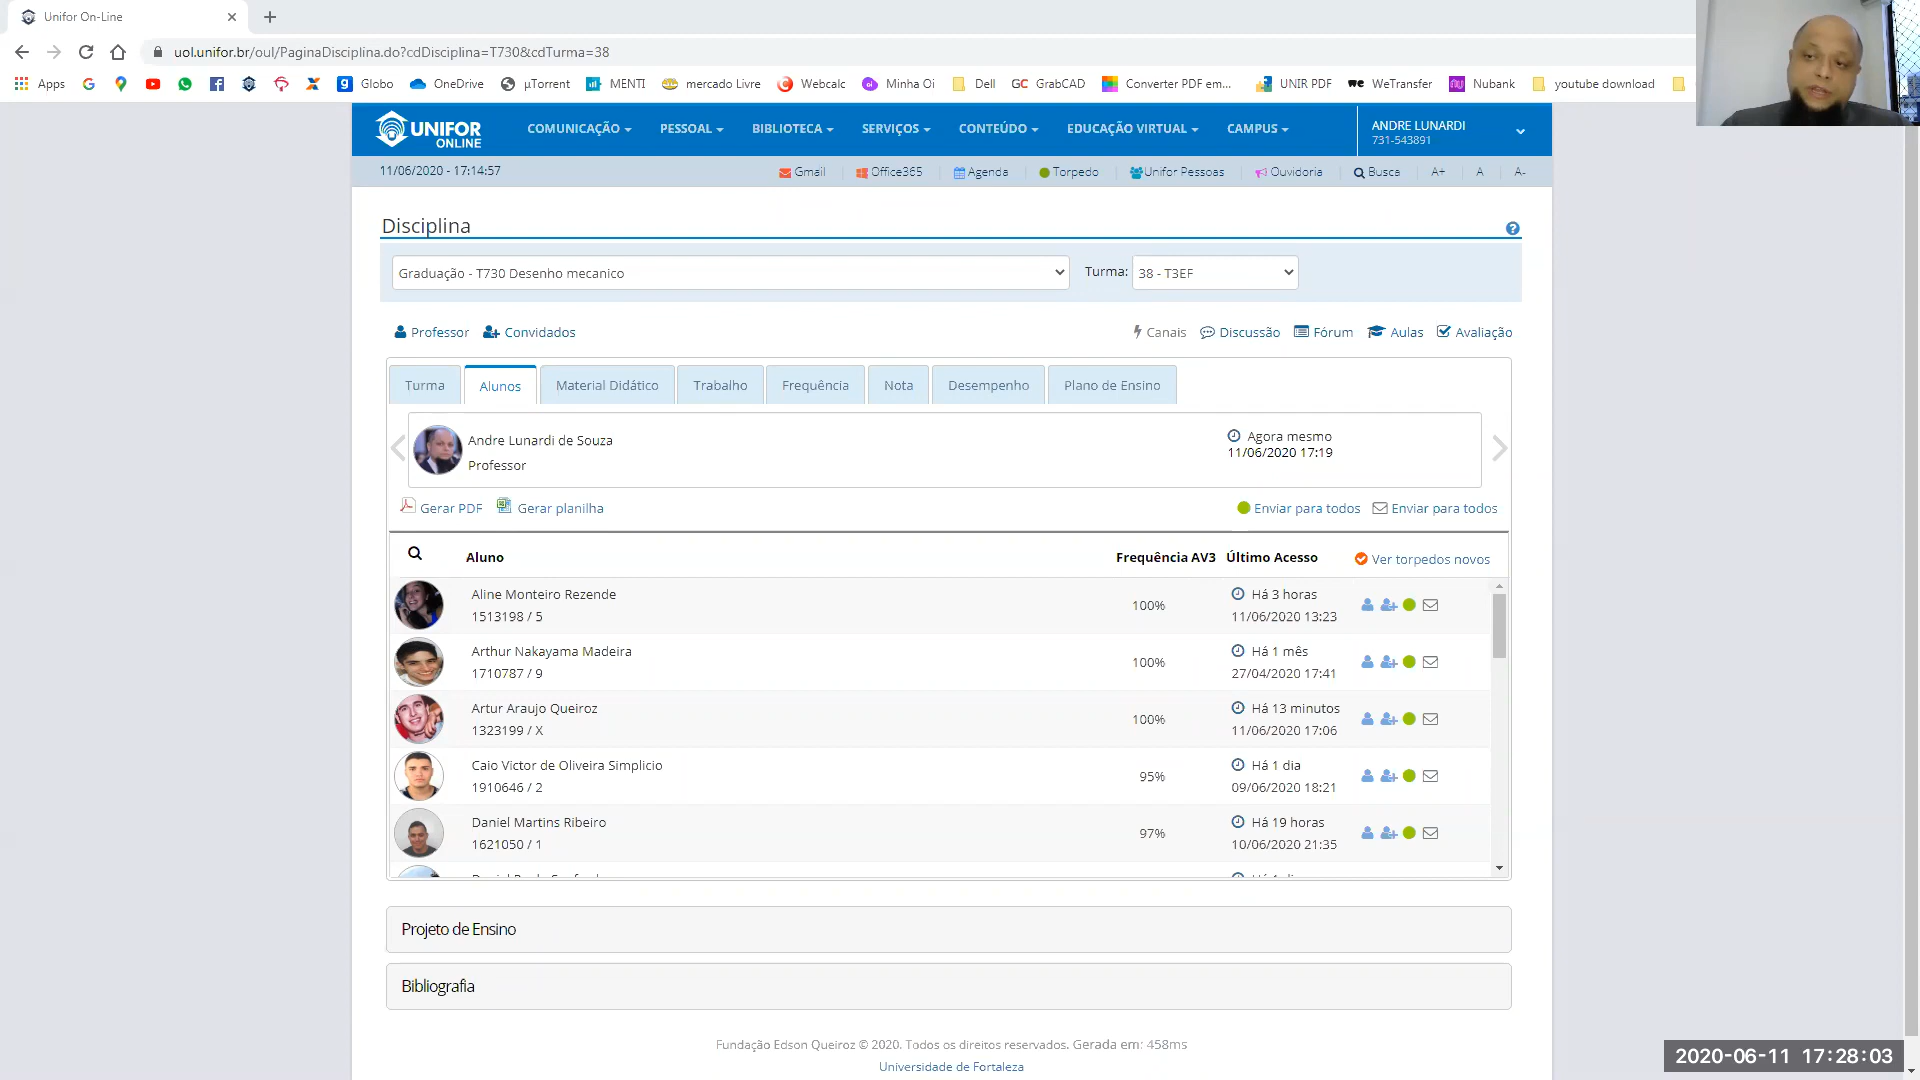 Unifor On-Line
uol.unifor.br/oul/PaginaDisciplina.do?cdDisciplina=T730&cdTurma=38
Apps Globo OneDrive µTorrent MENTI mercado Livre Webcalc Minha Oi Dell GC GrabCAD Converter PDF em... UNIR PDF we WeTransfer Nubank youtube download
UNIFOR ONLINE
COMUNICAÇÃO PESSOAL BIBLIOTECA SERVIÇOS CONTEÚDO EDUCAÇÃO VIRTUAL CAMPUS
ANDRE LUNARDI
731-543891
11/06/2020 - 17:14:57 Gmail Office365 Agenda Torpedo Unifor Pessoas Ouvidoria Busca A+ A A-
Disciplina
Graduação - T730 Desenho mecanico Turma: 38 - T3EF
Professor Convidados Canais Discussão Fórum Aulas Avaliação
Turma Alunos Material Didático Trabalho Frequência Nota Desempenho Plano de Ensino
Andre Lunardi de Souza Agora mesmo
Professor 11/06/2020 17:19
Gerar PDF Gerar planilha Enviar para todos Enviar para todos
Aluno Frequência AV3 Último Acesso Ver torpedos novos
Aline Monteiro Rezende Há 3 horas
1513198 / 5 100% 11/06/2020 13:23
Arthur Nakayama Madeira Há 1 mês
1710787 / 9 100% 27/04/2020 17:41
Artur Araujo Queiroz Há 13 minutos
1323199 / X 100% 11/06/2020 17:06
Caio Victor de Oliveira Simplicio Há 1 dia
1910646 / 2 95% 09/06/2020 18:21
Daniel Martins Ribeiro Há 19 horas
1621050 / 1 97% 10/06/2020 21:35
Projeto de Ensino
Bibliografia
Fundação Edson Queiroz © 2020. Todos os direitos reservados. Gerada em: 458ms
Universidade de Fortaleza
2020-06-11 17:28:03